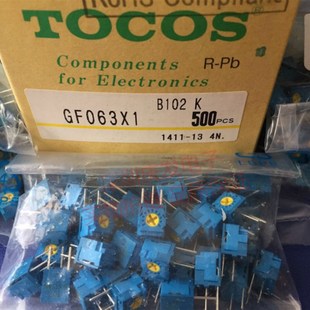 RoHS Compliant
TOCOS
Components R-Pb
for Electronics
GF063X1 B102 K
500PCS
1411-13 4N.